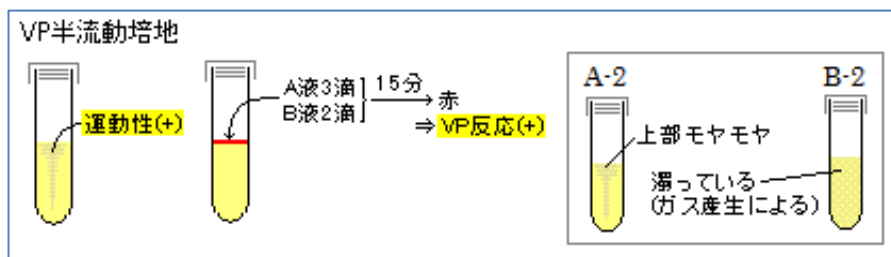 VP半流動培地
運動性(+)
A液3滴
B液2滴
15分
赤
⇒ VP反応(+)
A-2
B-2
上部モヤモヤ
濁っている
(ガス産生による)